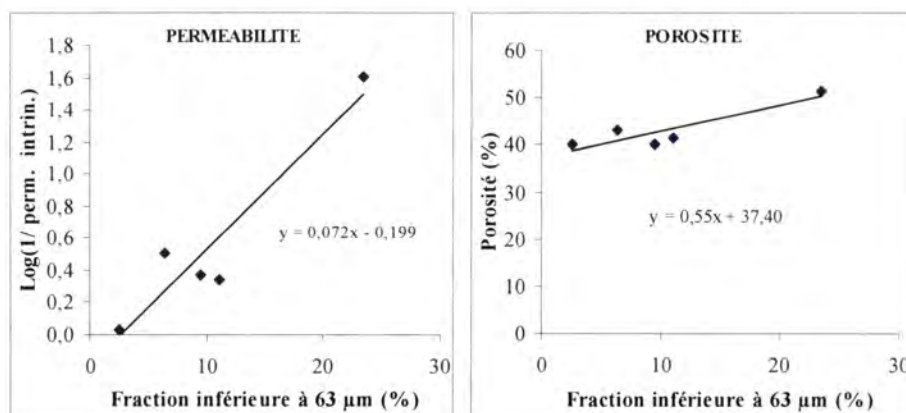 PERMEABILITE
Log(1/ perm. intrin.)
1,8
1,6
1,4
1,2
1,0
0,8
0,6
0,4
0,2
0,0
y = 0,072x - 0,199
0 10 20 30
Fraction inférieure à 63 µm (%)
POROSITE
Porosité (%)
60
50
40
30
20
10
0
y = 0,55x + 37,40
0 10 20 30
Fraction inférieure à 63 µm (%)